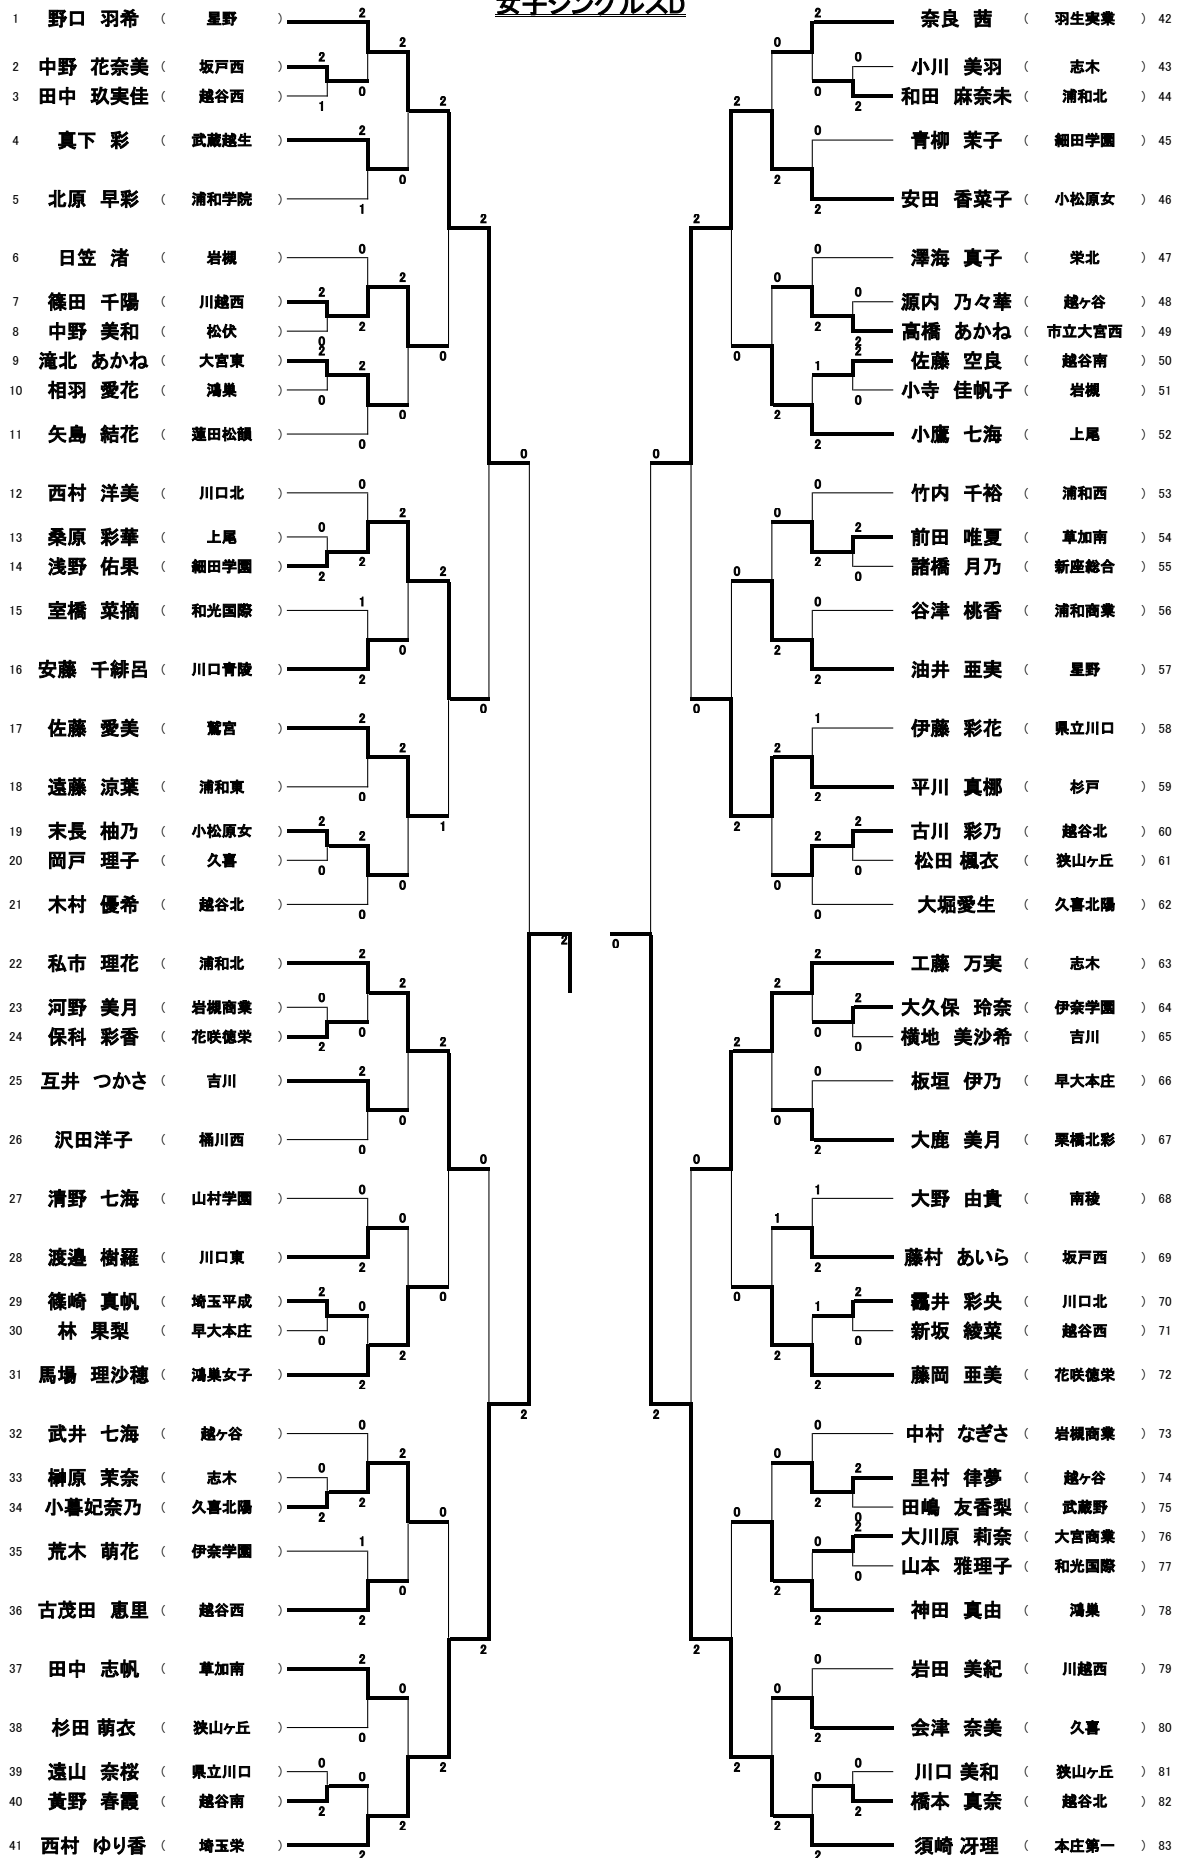 女子シングルスD
1 野口 羽希 （ 星野 ）
2 中野 花奈美 （ 坂戸西 ）
3 田中 玖実佳 （ 越谷西 ）
4 真下 彩 （ 武蔵越生 ）
5 北原 早彩 （ 浦和学院 ）
6 日笠 渚 （ 岩槻 ）
7 篠田 千陽 （ 川越西 ）
8 中野 美和 （ 松伏 ）
9 滝北 あかね （ 大宮東 ）
10 相羽 愛花 （ 鴻巣 ）
11 矢島 結花 （ 蓮田松韻 ）
12 西村 洋美 （ 川口北 ）
13 桑原 彩華 （ 上尾 ）
14 浅野 佑果 （ 細田学園 ）
15 室橋 菜摘 （ 和光国際 ）
16 安藤 千緋呂 （ 川口青陵 ）
17 佐藤 愛美 （ 鷲宮 ）
18 遠藤 涼葉 （ 浦和東 ）
19 末長 柚乃 （ 小松原女 ）
20 岡戸 理子 （ 久喜 ）
21 木村 優希 （ 越谷北 ）
22 私市 理花 （ 浦和北 ）
23 河野 美月 （ 岩槻商業 ）
24 保科 彩香 （ 花咲徳栄 ）
25 互井 つかさ （ 吉川 ）
26 沢田洋子 （ 桶川西 ）
27 清野 七海 （ 山村学園 ）
28 渡邉 樹羅 （ 川口東 ）
29 篠崎 真帆 （ 埼玉平成 ）
30 林 果梨 （ 早大本庄 ）
31 馬場 理沙穂 （ 鴻巣女子 ）
32 武井 七海 （ 越ヶ谷 ）
33 榊原 茉奈 （ 志木 ）
34 小暮妃奈乃 （ 久喜北陽 ）
35 荒木 萌花 （ 伊奈学園 ）
36 古茂田 恵里 （ 越谷西 ）
37 田中 志帆 （ 草加南 ）
38 杉田 萌衣 （ 狭山ヶ丘 ）
39 遠山 奈桜 （ 県立川口 ）
40 黃野 春霞 （ 越谷南 ）
41 西村 ゆり香 （ 埼玉栄 ）
奈良 茜 （ 羽生実業 ） 42
小川 美羽 （ 志木 ） 43
和田 麻奈未 （ 浦和北 ） 44
青柳 茉子 （ 細田学園 ） 45
安田 香菜子 （ 小松原女 ） 46
澤海 真子 （ 栄北 ） 47
源内 乃々華 （ 越ヶ谷 ） 48
高橋 あかね （ 市立大宮西 ） 49
佐藤 空良 （ 越谷南 ） 50
小寺 佳帆子 （ 岩槻 ） 51
小鷹 七海 （ 上尾 ） 52
竹内 千裕 （ 浦和西 ） 53
前田 唯夏 （ 草加南 ） 54
諸橋 月乃 （ 新座総合 ） 55
谷津 桃香 （ 浦和商業 ） 56
油井 亜実 （ 星野 ） 57
伊藤 彩花 （ 県立川口 ） 58
平川 真梛 （ 杉戸 ） 59
古川 彩乃 （ 越谷北 ） 60
松田 楓衣 （ 狭山ヶ丘 ） 61
大堀愛生 （ 久喜北陽 ） 62
工藤 万実 （ 志木 ） 63
大久保 玲奈 （ 伊奈学園 ） 64
横地 美沙希 （ 吉川 ） 65
板垣 伊乃 （ 早大本庄 ） 66
大鹿 美月 （ 栗橋北彩 ） 67
大野 由貴 （ 南稜 ） 68
藤村 あいら （ 坂戸西 ） 69
井 彩央 （ 川口北 ） 70
新坂 綾菜 （ 越谷西 ） 71
藤岡 亜美 （ 花咲徳栄 ） 72
中村 なぎさ （ 岩槻商業 ） 73
里村 律夢 （ 越ヶ谷 ） 74
田嶋 友香梨 （ 武蔵野 ） 75
大川原 莉奈 （ 大宮商業 ） 76
山本 雅理子 （ 和光国際 ） 77
神田 真由 （ 鴻巣 ） 78
岩田 美紀 （ 川越西 ） 79
会津 奈美 （ 久喜 ） 80
川口 美和 （ 狭山ヶ丘 ） 81
橋本 真奈 （ 越谷北 ） 82
須崎 冴理 （ 本庄第一 ） 83